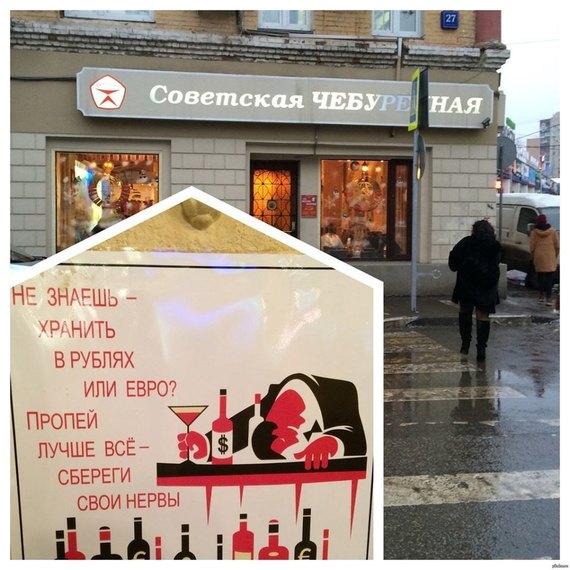 27
Советская ЧЕБУРЕЧНАЯ
НЕ ЗНАЕШЬ –
ХРАНИТЬ
В РУБЛЯХ
ИЛИ ЕВРО?
ПРОПЕЙ
ЛУЧШЕ ВСЁ –
СБЕРЕГИ
СВОИ НЕРВЫ
$
€
€